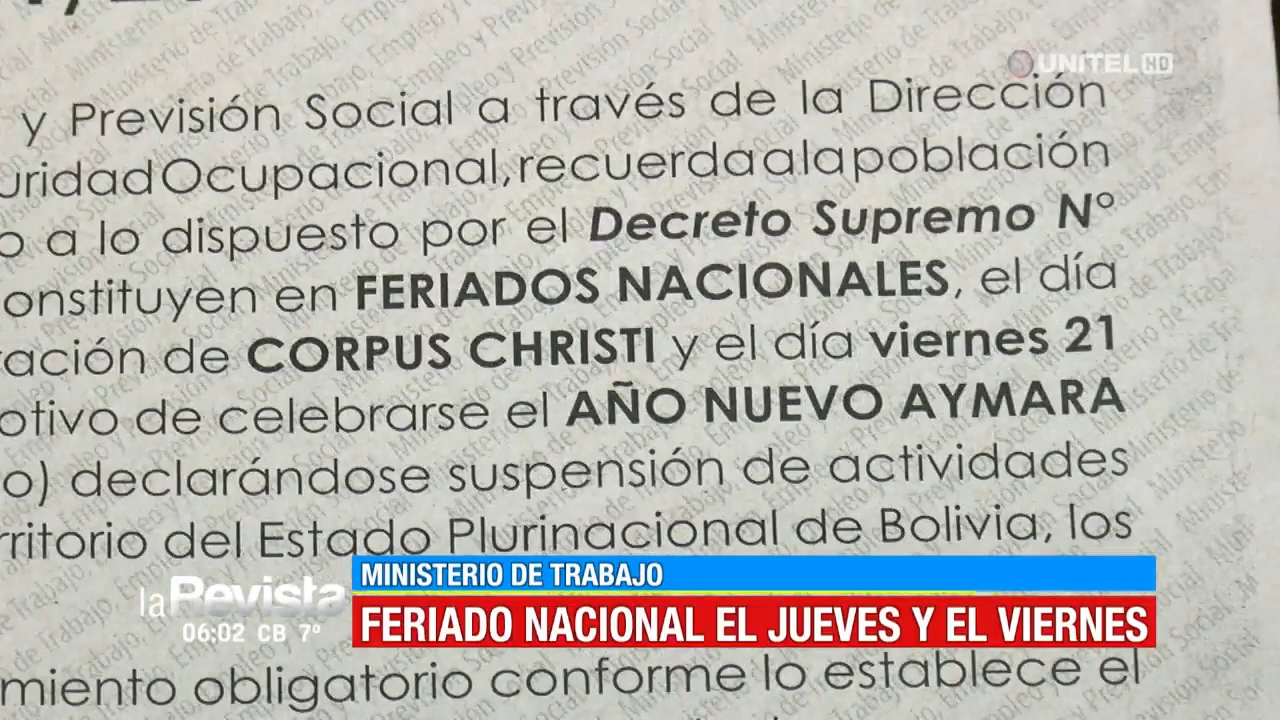 UNITEL HD
y Previsión Social a través de la Dirección
uridad Ocupacional, recuerda a la población
o a lo dispuesto por el Decreto Supremo N°
onstituyen en FERIADOS NACIONALES, el día
ración de CORPUS CHRISTI y el día viernes 21
otivo de celebrarse el AÑO NUEVO AYMARA
o) declarándose suspensión de actividades
rritorio del Estado Plurinacional de Bolivia, los
MINISTERIO DE TRABAJO
la Revista
FERIADO NACIONAL EL JUEVES Y EL VIERNES
06:02 CB 7°
miento obligatorio conforme lo establece el